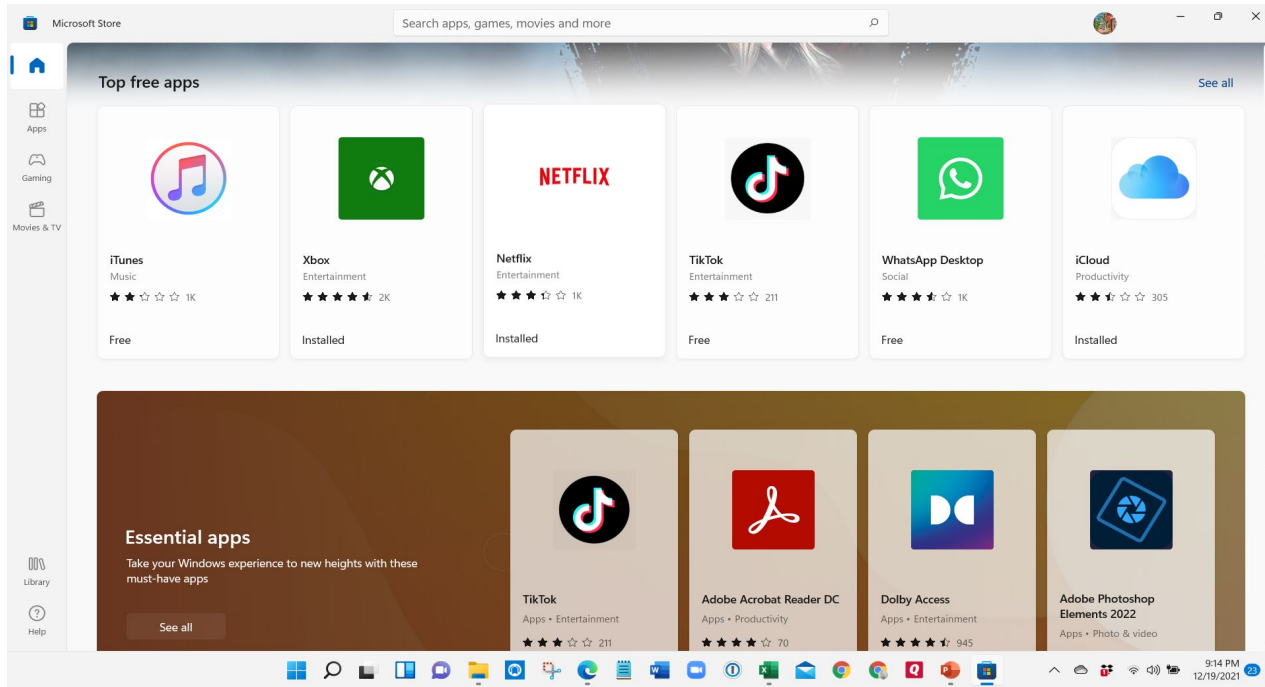 Microsoft Store
Search apps, games, movies and more
Top free apps
See all
Apps
Gaming
Movies & TV
NETFLIX
iTunes
Music
1K
Free
Xbox
Entertainment
2K
Installed
Netflix
Entertainment
1K
Installed
TikTok
Entertainment
211
Free
WhatsApp Desktop
Social
1K
Free
iCloud
Productivity
305
Installed
Essential apps
Take your Windows experience to new heights with these
must-have apps
See all
TikTok
Apps • Entertainment
211
Adobe Acrobat Reader DC
Apps • Productivity
70
Dolby Access
Apps • Entertainment
945
Adobe Photoshop
Elements 2022
Apps • Photo & video
Library
Help
9:14 PM
12/19/2021
23